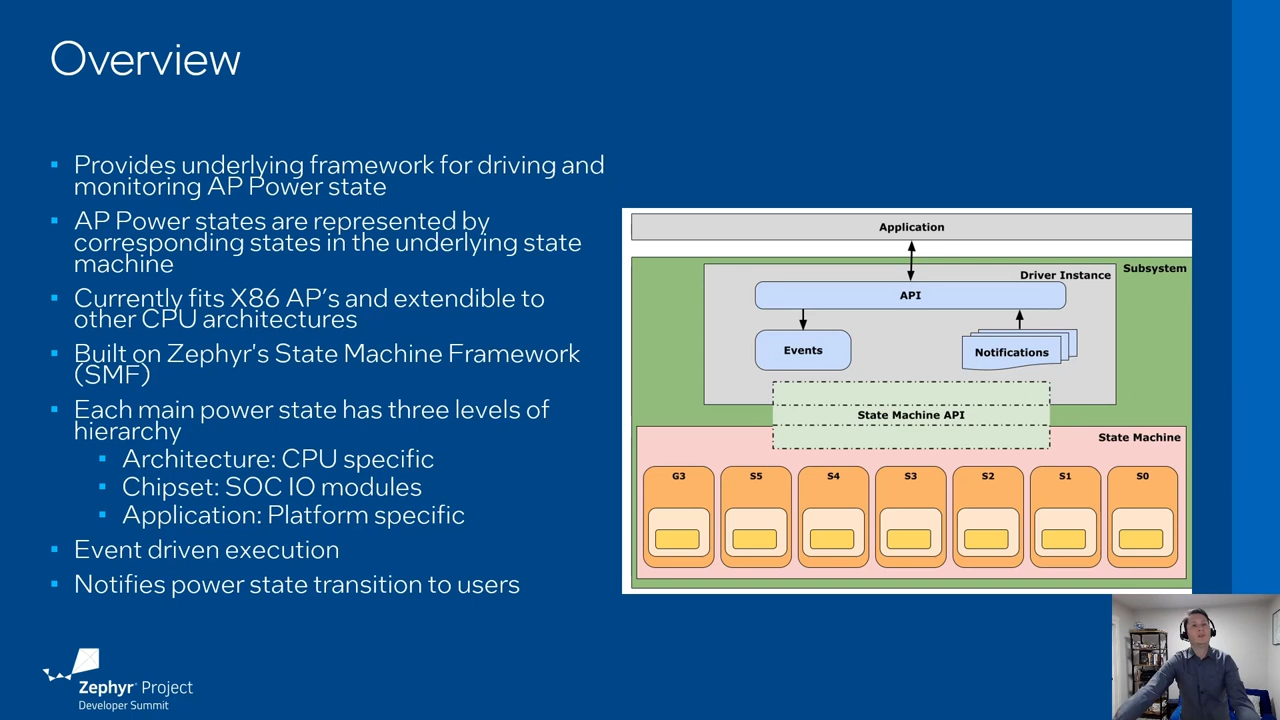 Overview
Provides underlying framework for driving and
monitoring AP Power state
AP Power states are represented by
corresponding states in the underlying state
machine
Currently fits X86 AP's and extendible to
other CPU architectures
Built on Zephyr's State Machine Framework
(SMF)
Each main power state has three levels of
hierarchy
Architecture: CPU specific
Chipset: SOC IO modules
Application: Platform specific
Event driven execution
Notifies power state transition to users
Application
Subsystem
Driver Instance
API
Events
Notifications
State Machine API
State Machine
G3
S5
S4
S3
S2
S1
S0
Zephyr® Project
Developer Summit